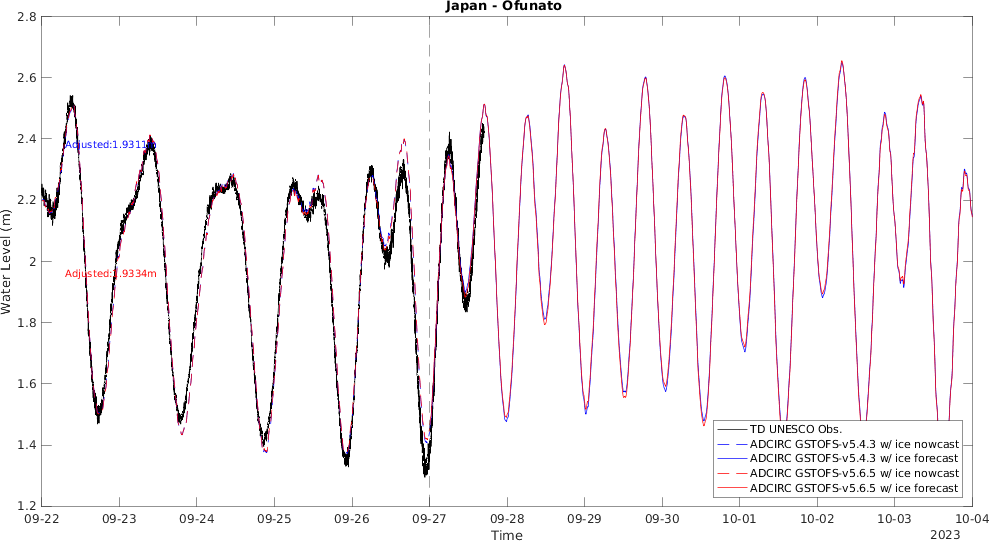 Japan - Ofunato
2.8
2.6
2.4
2.2
2
1.8
1.6
1.4
1.2
Water Level (m)
Adjusted:1.9311m
Adjusted:1.9334m
TD UNESCO Obs.
ADCIRC GSTOFS-v5.4.3 w/ ice nowcast
ADCIRC GSTOFS-v5.4.3 w/ ice forecast
ADCIRC GSTOFS-v5.6.5 w/ ice nowcast
ADCIRC GSTOFS-v5.6.5 w/ ice forecast
09-22 09-23 09-24 09-25 09-26 09-27 09-28 09-29 09-30 10-01 10-02 10-03 10-04
Time
2023